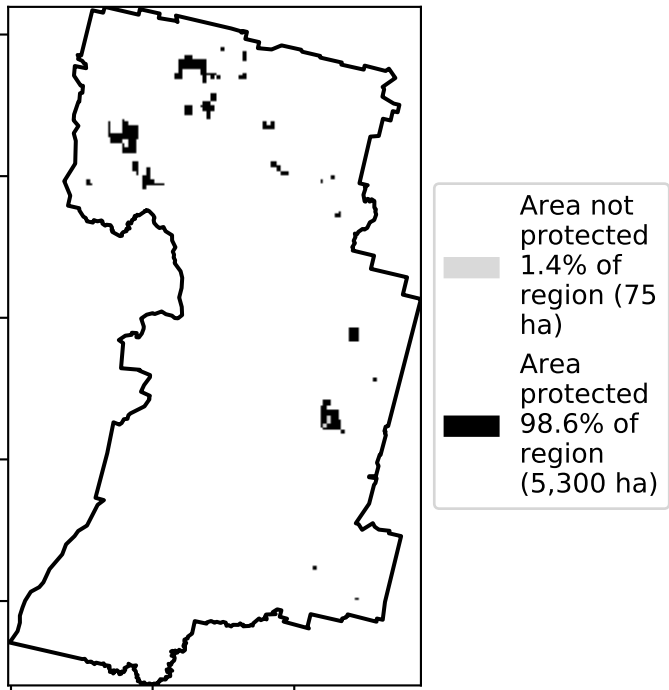 Area not
protected
1.4% of
region (75
ha)
Area
protected
98.6% of
region
(5,300 ha)